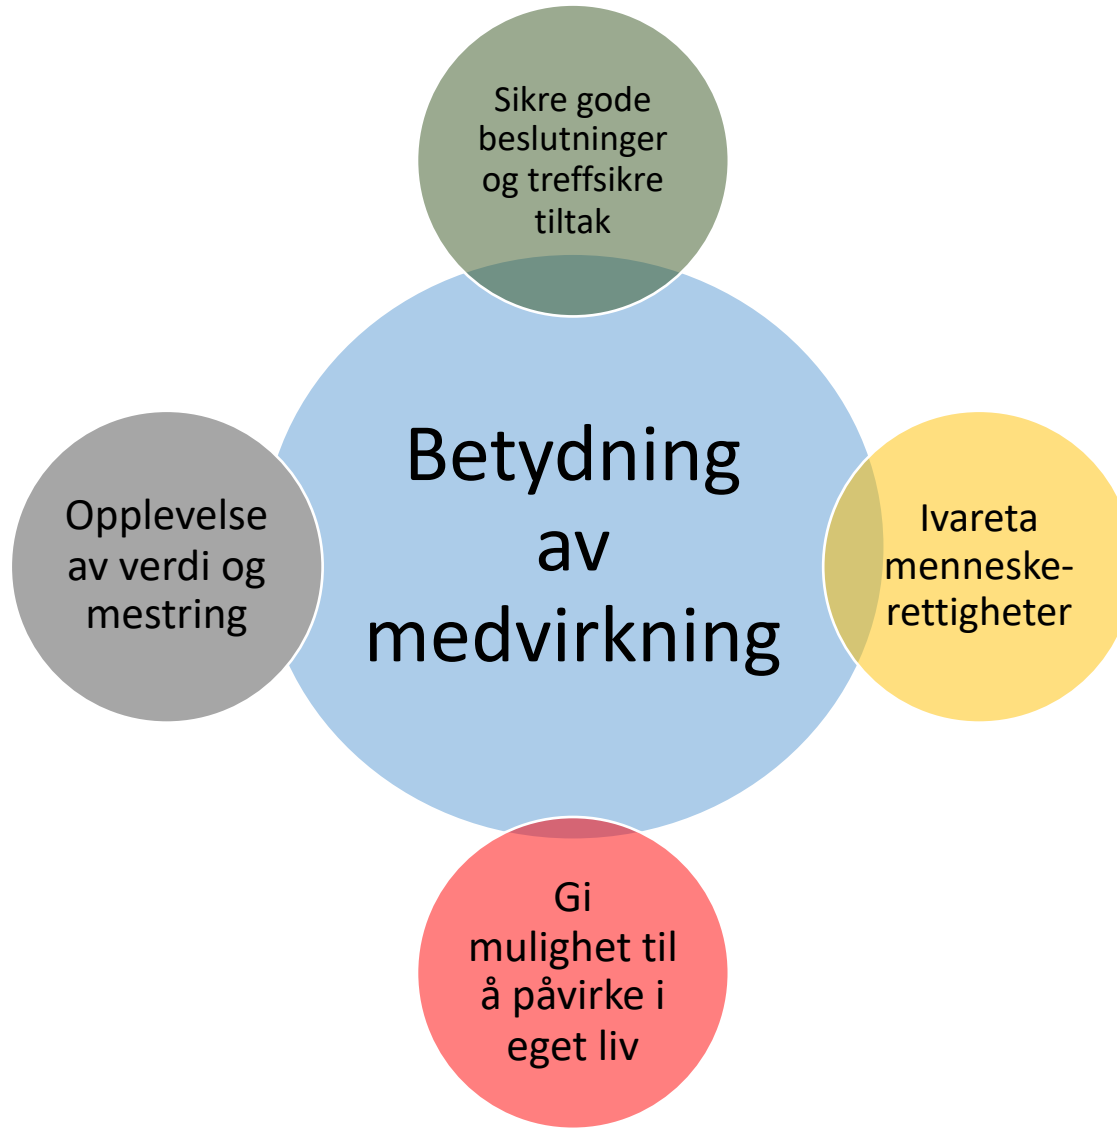 Sikre gode
beslutninger
og treffsikre
tiltak
Betydning
av
medvirkning
Opplevelse
av verdi og
mestring
Ivareta
menneske-
rettigheter
Gi
mulighet til
å påvirke i
eget liv